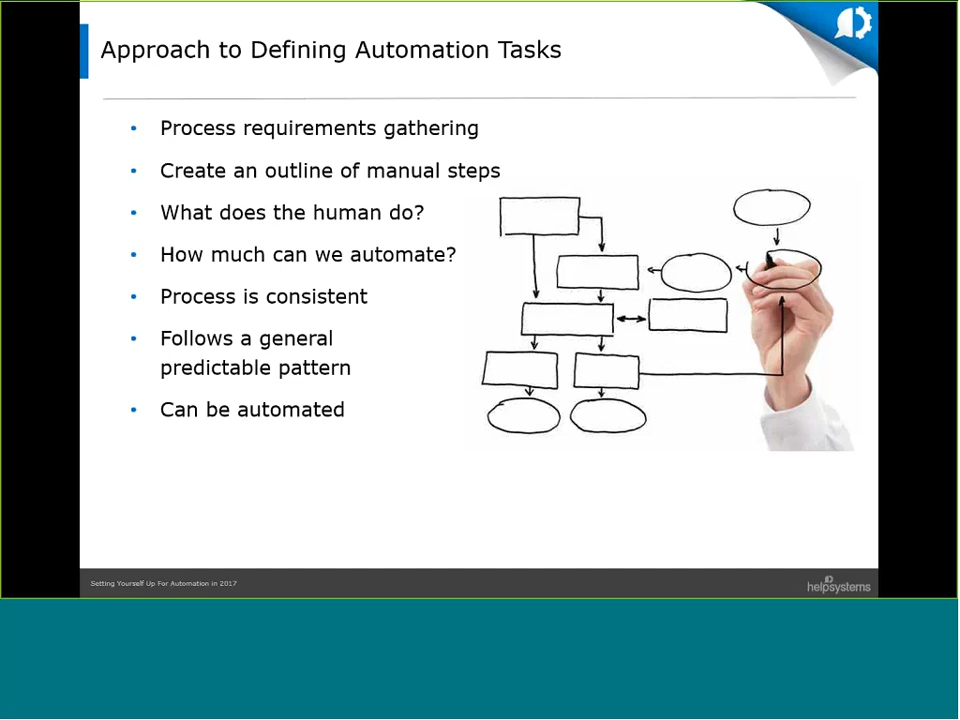 Approach to Defining Automation Tasks
• Process requirements gathering
• Create an outline of manual steps
• What does the human do?
• How much can we automate?
• Process is consistent
• Follows a general
predictable pattern
• Can be automated
Setting Yourself Up For Automation in 2017
helpsystems